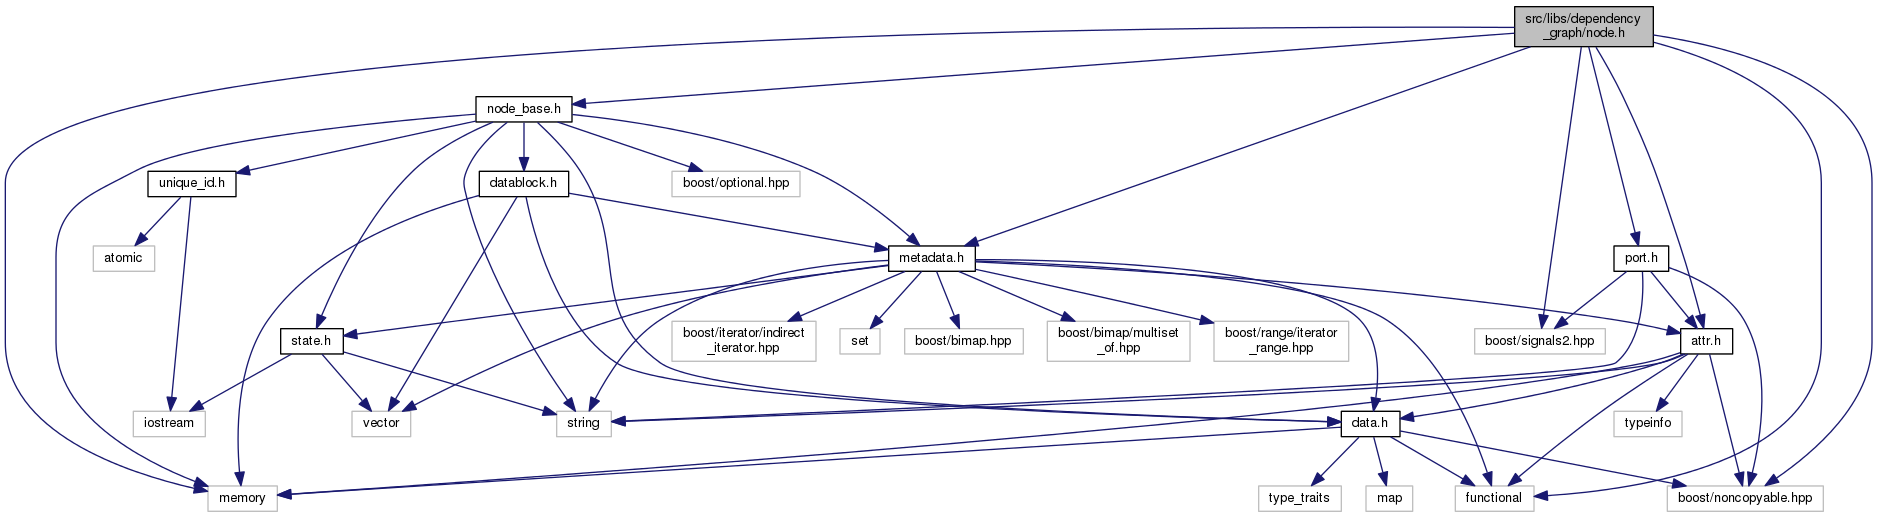 src/libs/dependency
_graph/node.h
node_base.h
unique_id.h
datablock.h
boost/optional.hpp
atomic
metadata.h
port.h
state.h
boost/iterator/indirect
_iterator.hpp
set
boost/bimap.hpp
boost/bimap/multiset
_of.hpp
boost/range/iterator
_range.hpp
boost/signals2.hpp
attr.h
iostream
vector
string
data.h
typeinfo
memory
type_traits
map
functional
boost/noncopyable.hpp